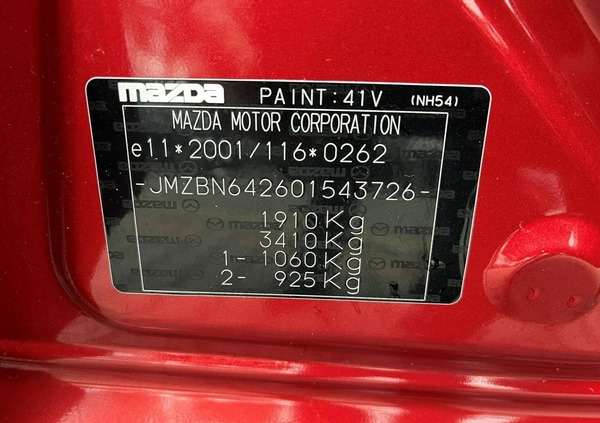 mazda PAINT:41V (NH54)
MAZDA MOTOR CORPORATION
e11*2001/116*0262
-JMZBN642601543726-
1910Kg
3410Kg
1- 1060Kg
2- 925Kg